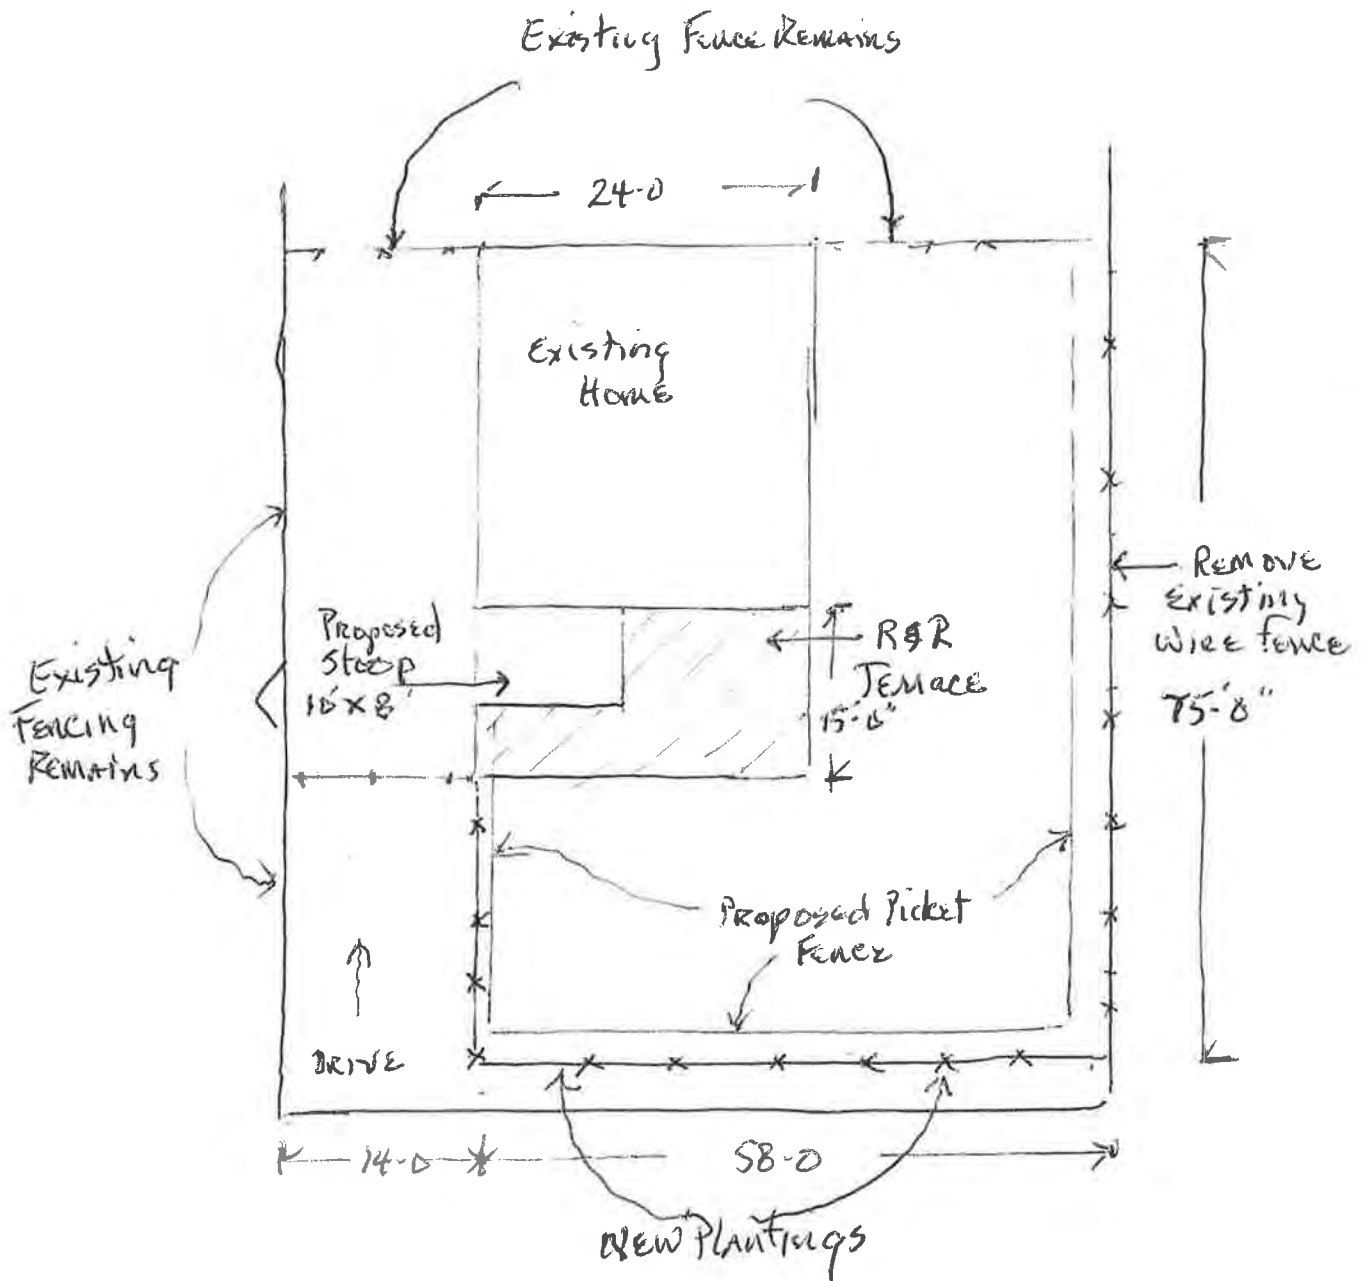 Existing Fence Remains
24-0
Existing
Home
Remove
Existing
Wire Fence
75'-0"
Proposed
Stoop
10'x8'
R&R
Terrace
15'-0"
Existing
Fencing
Remains
Proposed Picket
Fence
Drive
14-0
58-0
New Plantings